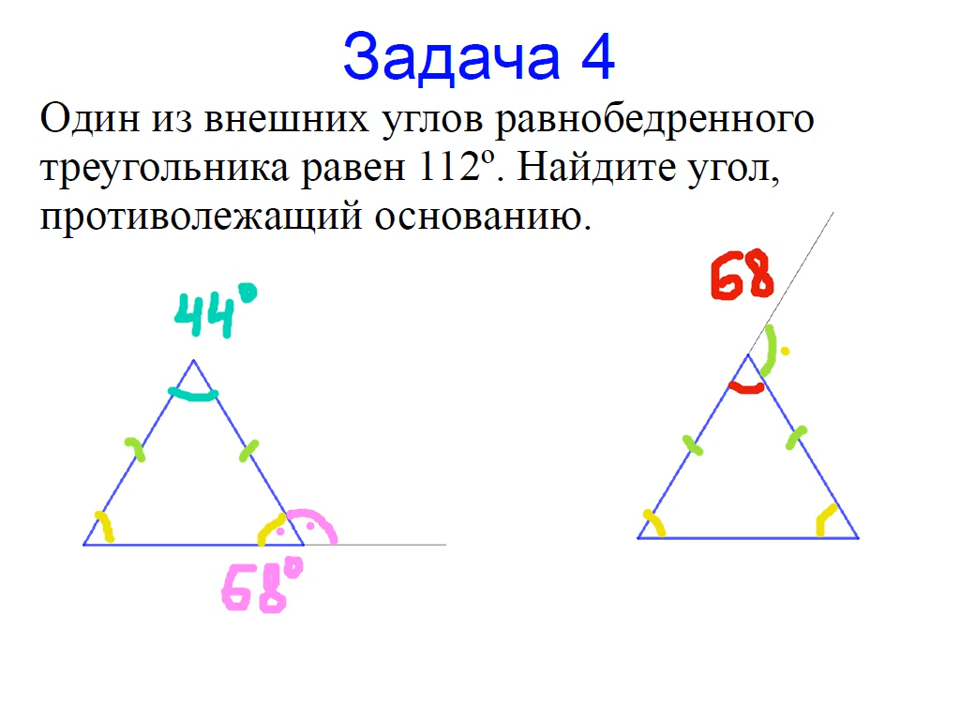 Задача 4
Один из внешних углов равнобедренного
треугольника равен 112º. Найдите угол,
противолежащий основанию.
68
44°
68°